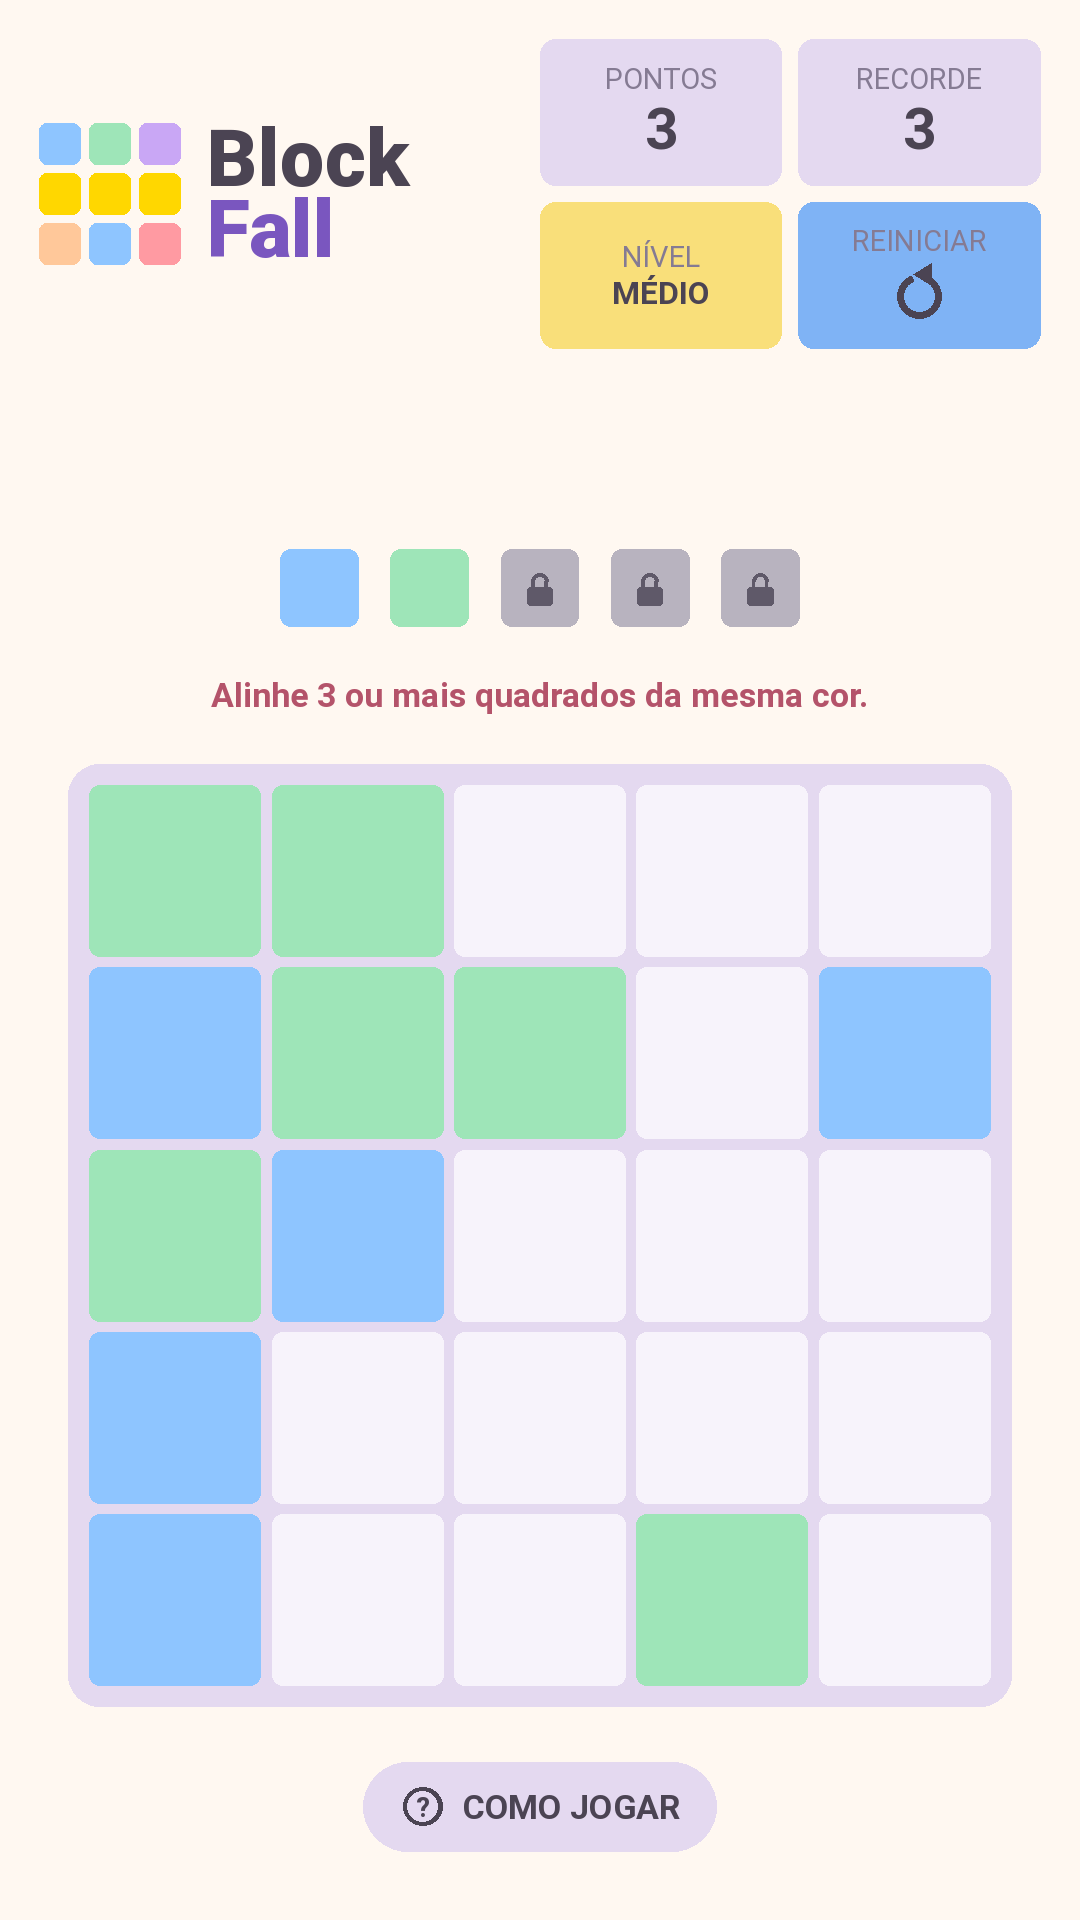 Block
Fall
PONTOS
3
RECORDE
3
NÍVEL
MÉDIO
REINICIAR
Alinhe 3 ou mais quadrados da mesma cor.
? COMO JOGAR